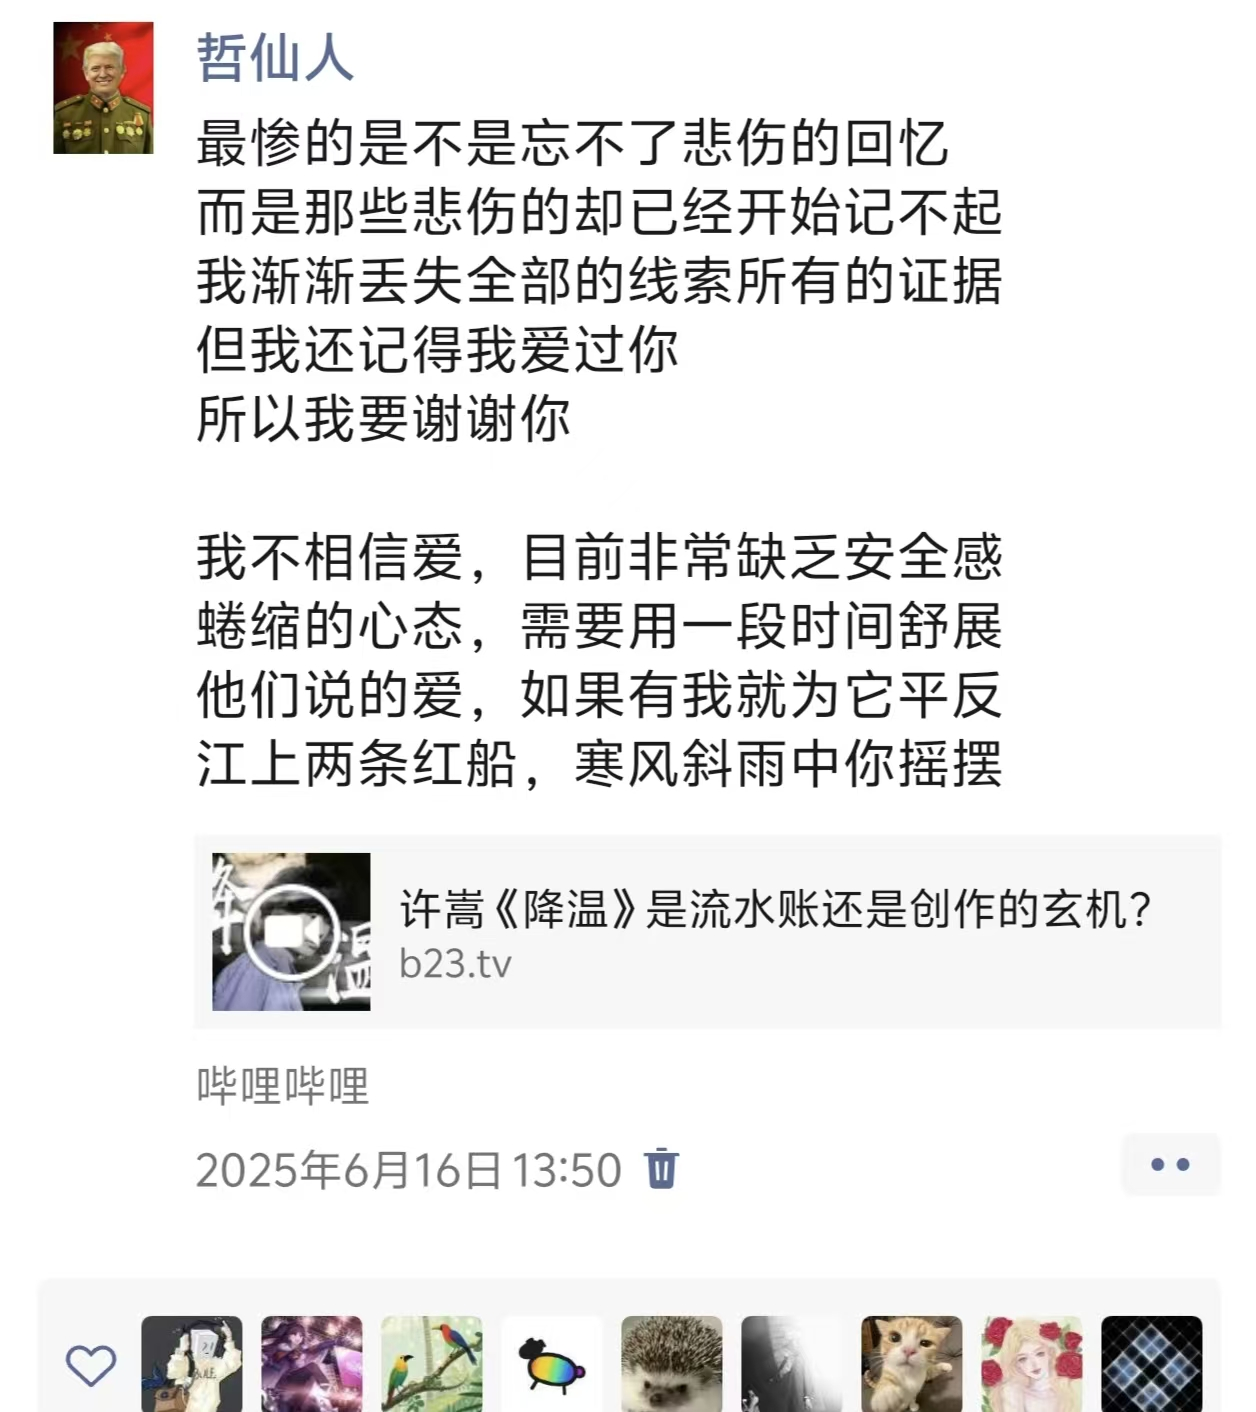 哲仙人
最惨的是不是忘不了悲伤的回忆
而是那些悲伤的却已经开始记不起
我渐渐丢失全部的线索所有的证据
但我还记得我爱过你
所以我要谢谢你
我不相信爱，目前非常缺乏安全感
蜷缩的心态，需要用一段时间舒展
他们说的爱，如果有我就为它平反
江上两条红船，寒风斜雨中你摇摆
降温
许嵩《降温》是流水账还是创作的玄机？
b23.tv
哔哩哔哩
2025年6月16日 13:50